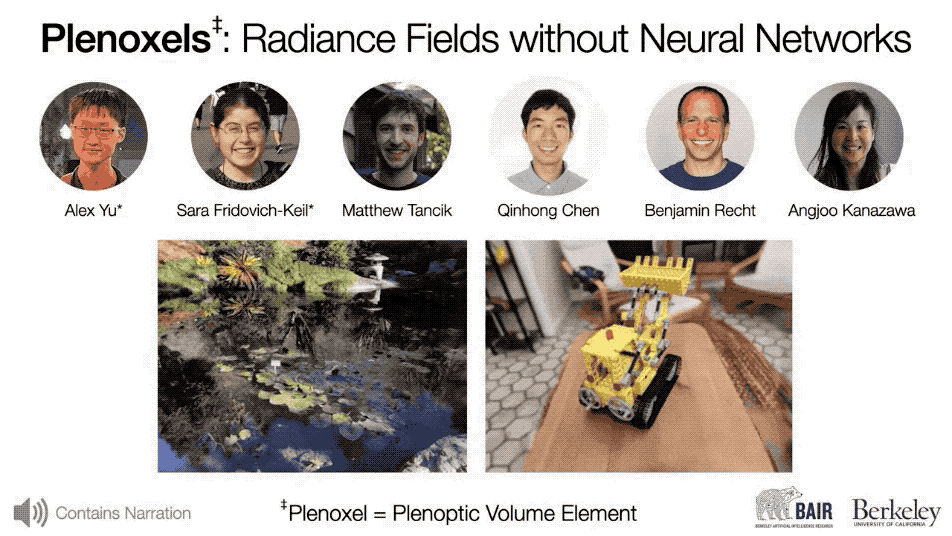 Plenoxels‡: Radiance Fields without Neural Networks
Alex Yu*
Sara Fridovich-Keil*
Matthew Tancik
Qinhong Chen
Benjamin Recht
Angjoo Kanazawa
Contains Narration
‡Plenoxel = Plenoptic Volume Element
BAIR
BERKELEY ARTIFICIAL INTELLIGENCE RESEARCH
Berkeley
UNIVERSITY OF CALIFORNIA